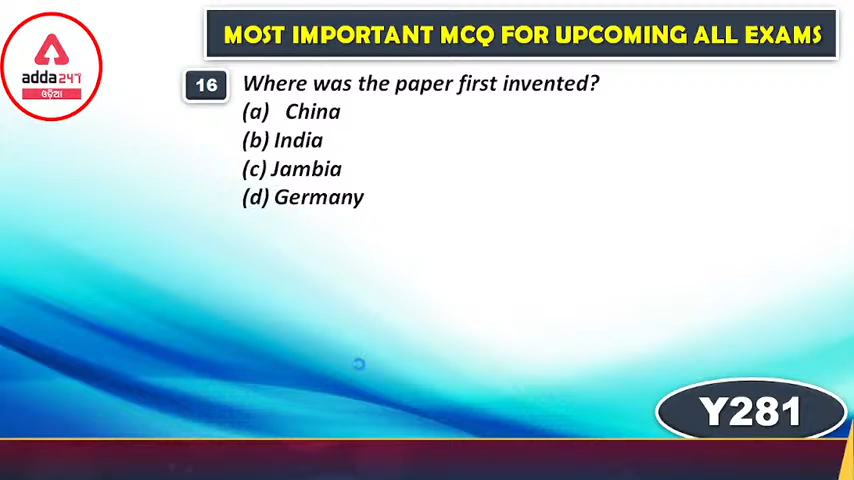 MOST IMPORTANT MCQ FOR UPCOMING ALL EXAMS
adda247
ଓଡ଼ିଆ
16 Where was the paper first invented?
(a) China
(b) India
(c) Jambia
(d) Germany
Y281